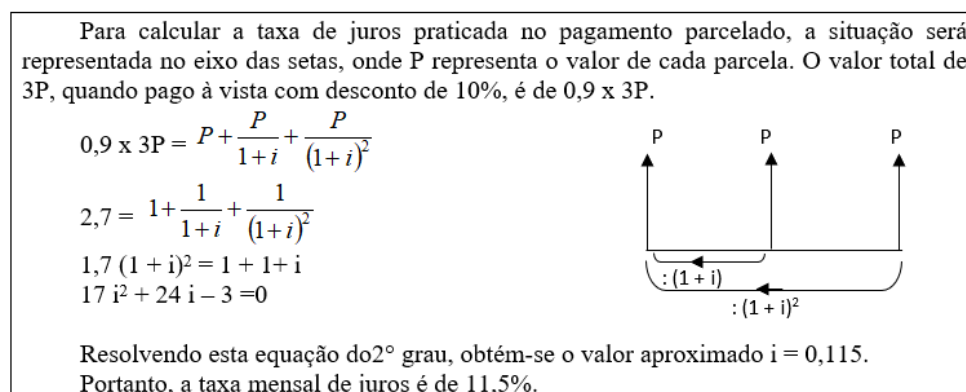 Para calcular a taxa de juros praticada no pagamento parcelado, a situação será
representada no eixo das setas, onde P representa o valor de cada parcela. O valor total de
3P, quando pago à vista com desconto de 10%, é de 0,9 x 3P.
0,9 x 3P = P + P/(1+i) + P/(1+i)²
2,7 = 1 + 1/(1+i) + 1/(1+i)²
1,7 (1 + i)² = 1 + 1+ i
17 i² + 24 i – 3 =0
P P P
: (1 + i)
: (1 + i)²
Resolvendo esta equação do2° grau, obtém-se o valor aproximado i = 0,115.
Portanto, a taxa mensal de juros é de 11,5%.